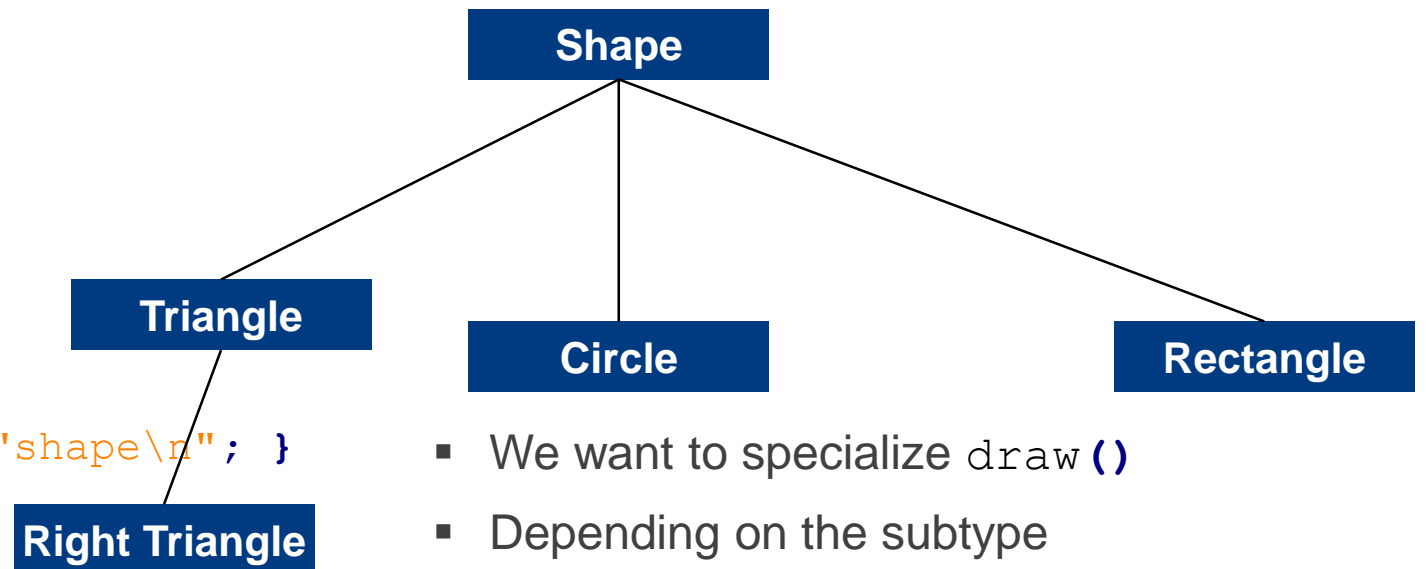 Shape
Triangle
Circle
Rectangle
"shape\n"; }
▪ We want to specialize draw()
Right Triangle
▪ Depending on the subtype